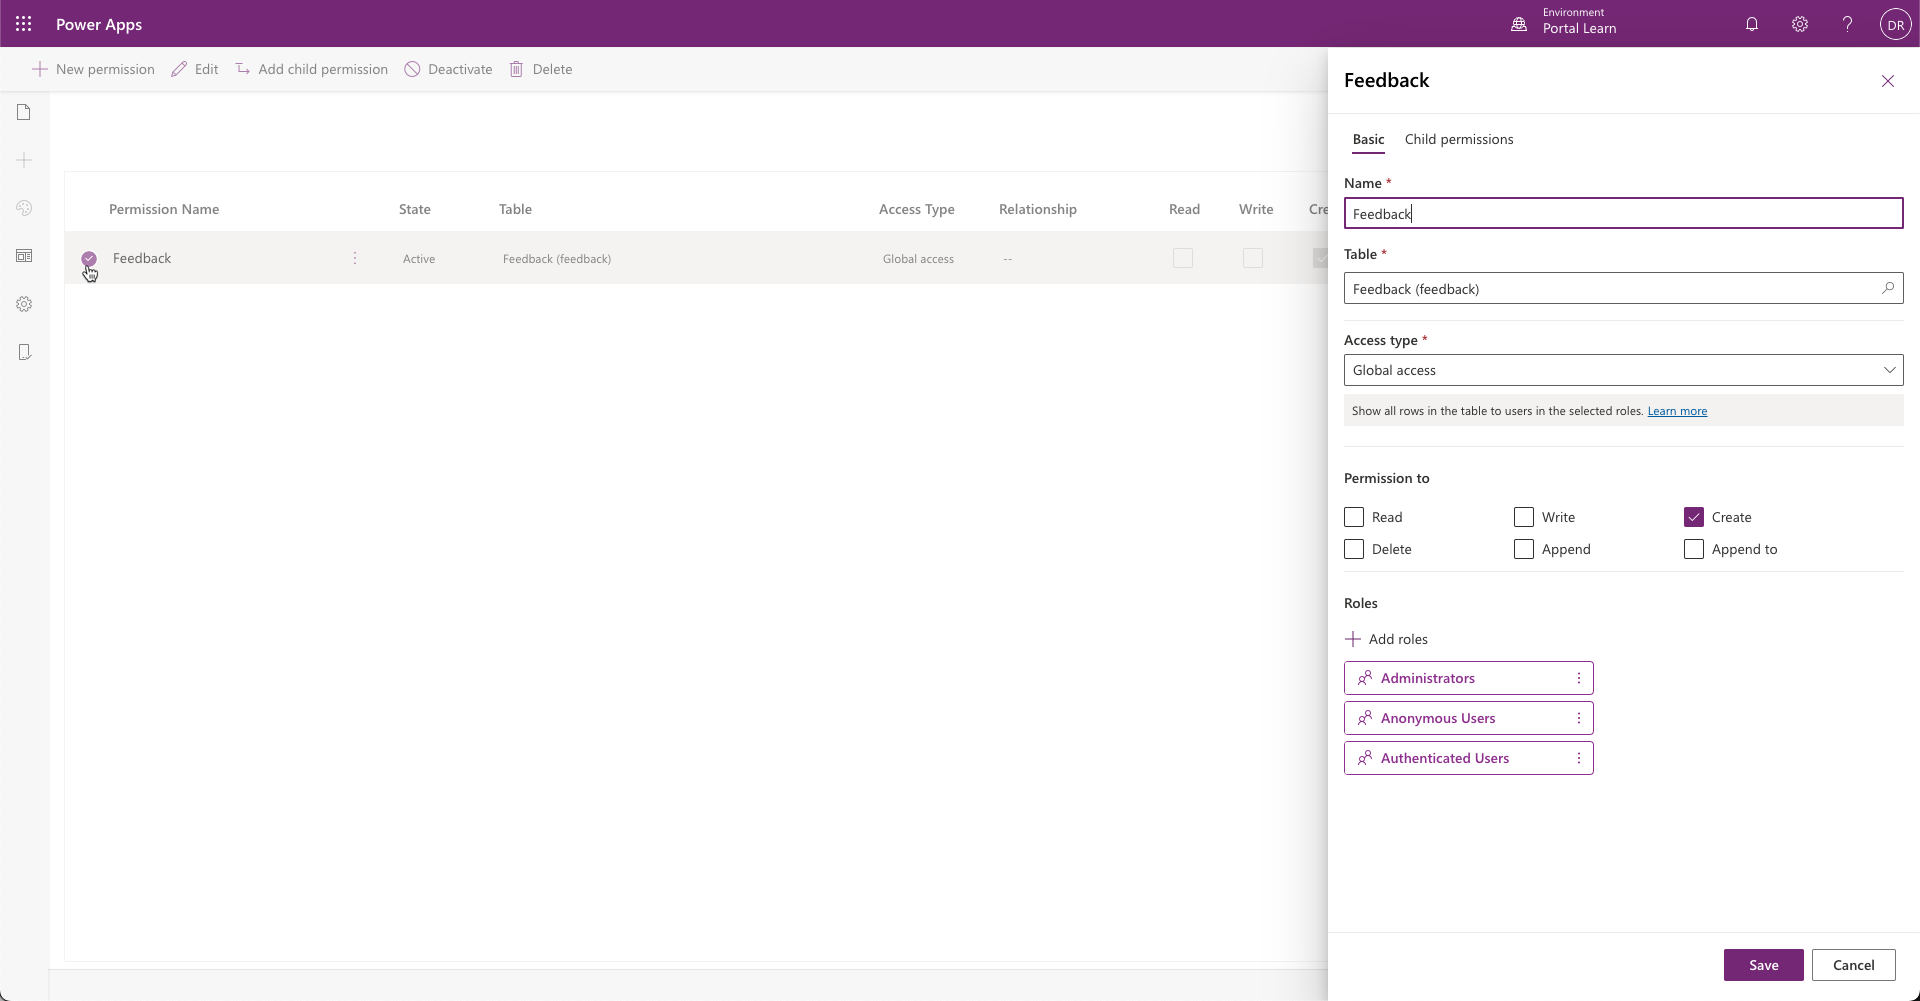 Power Apps
Environment
Portal Learn
DR
New permission
Edit
Add child permission
Deactivate
Delete
Permission Name
State
Table
Access Type
Relationship
Read
Write
Cre
Feedback
Active
Feedback (feedback)
Global access
--
Feedback
Basic
Child permissions
Name *
Feedback
Table *
Feedback (feedback)
Access type *
Global access
Show all rows in the table to users in the selected roles. Learn more
Permission to
Read
Write
Create
Delete
Append
Append to
Roles
Add roles
Administrators
Anonymous Users
Authenticated Users
Save
Cancel